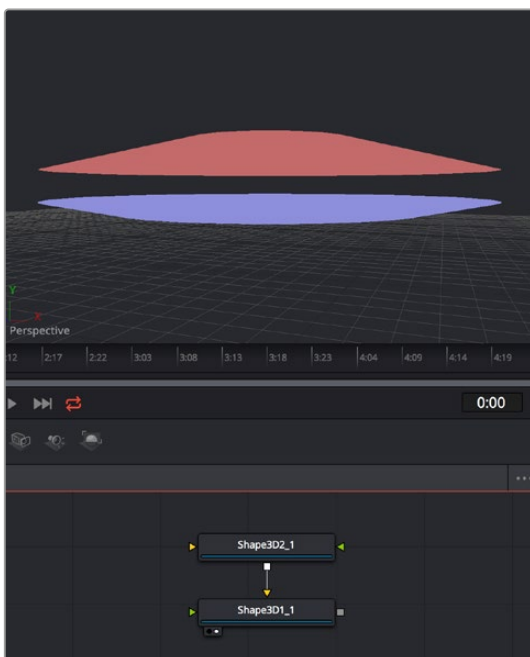 Y
X
Perspective
:12 2:17 2:22 3:03 3:08 3:13 3:18 3:23 4:04 4:09 4:14 4:19
0:00
Shape3D2_1
Shape3D1_1